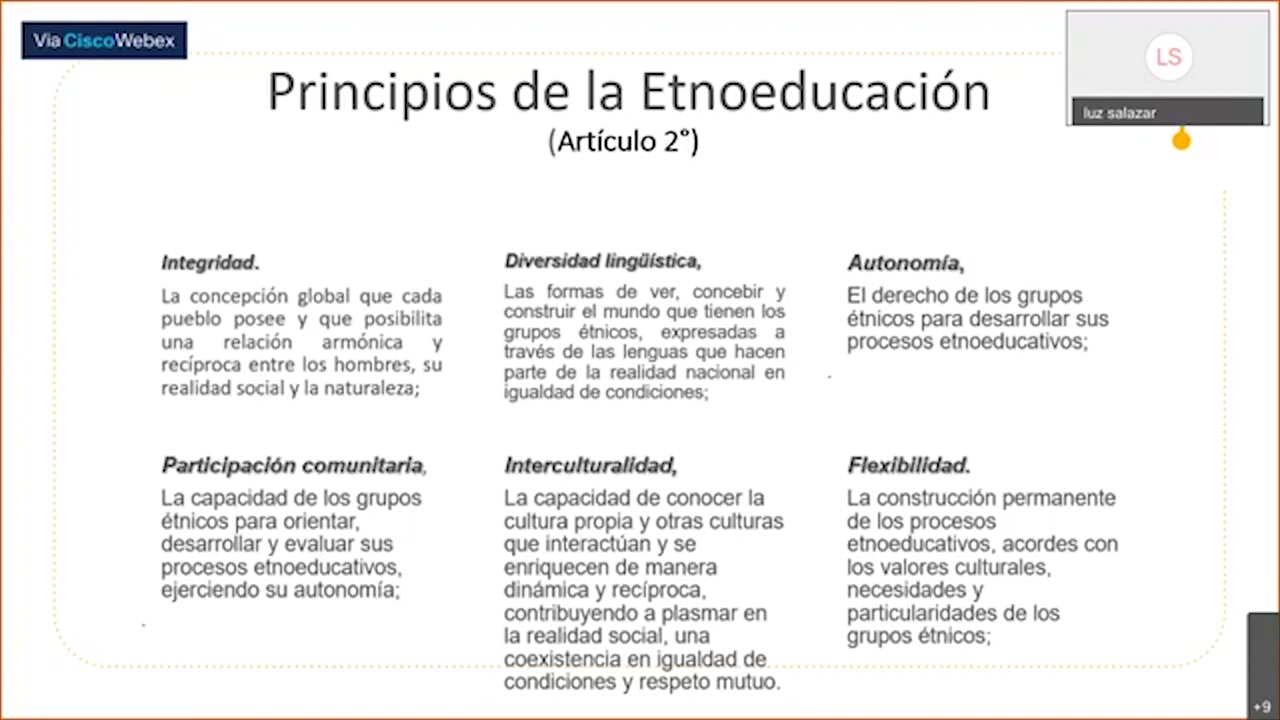 Via CiscoWebex
LS
luz salazar
Principios de la Etnoeducación
(Artículo 2°)
Integridad.
La concepción global que cada
pueblo posee y que posibilita
una relación armónica y
recíproca entre los hombres, su
realidad social y la naturaleza;
Diversidad lingüística,
Las formas de ver, concebir y
construir el mundo que tienen los
grupos étnicos, expresadas a
través de las lenguas que hacen
parte de la realidad nacional en
igualdad de condiciones;
Autonomía,
El derecho de los grupos
étnicos para desarrollar sus
procesos etnoeducativos;
Participación comunitaria,
La capacidad de los grupos
étnicos para orientar,
desarrollar y evaluar sus
procesos etnoeducativos,
ejerciendo su autonomía;
Interculturalidad,
La capacidad de conocer la
cultura propia y otras culturas
que interactúan y se
enriquecen de manera
dinámica y recíproca,
contribuyendo a plasmar en
la realidad social, una
coexistencia en igualdad de
condiciones y respeto mutuo.
Flexibilidad.
La construcción permanente
de los procesos
etnoeducativos, acordes con
los valores culturales,
necesidades y
particularidades de los
grupos étnicos;
+9